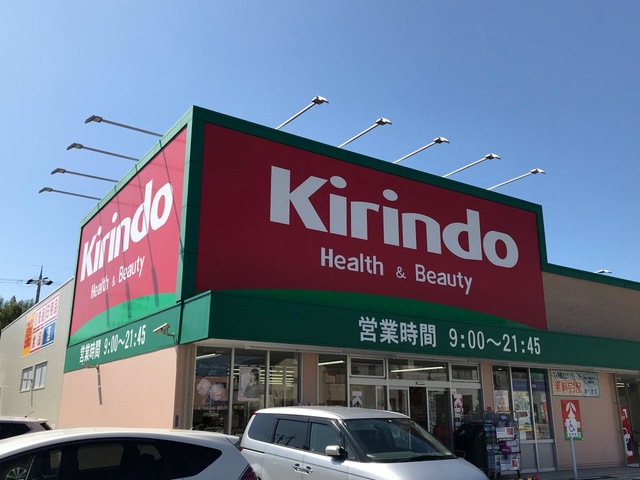 Kirindo
Health & Beauty
営業時間 9:00～21:45
Kirindo
Health & Beauty
営業時間 9:00～21:45